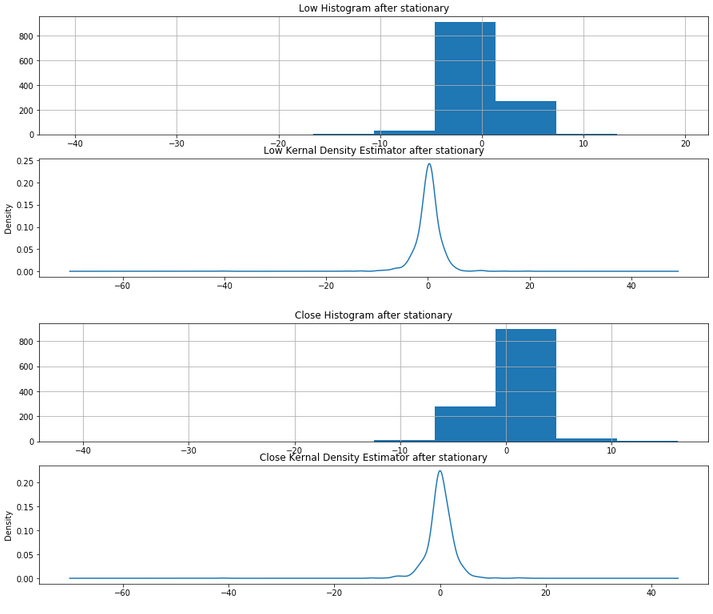 Low Histogram after stationary
800
600
400
200
0
−40 −30 −20 −10 0 10 20
Low Kernal Density Estimator after stationary
0.25
0.20
0.15
0.10
0.05
0.00
Density
−60 −40 −20 0 20 40
Close Histogram after stationary
800
600
400
200
0
−40 −30 −20 −10 0 10
Close Kernal Density Estimator after stationary
0.20
0.15
0.10
0.05
0.00
Density
−60 −40 −20 0 20 40